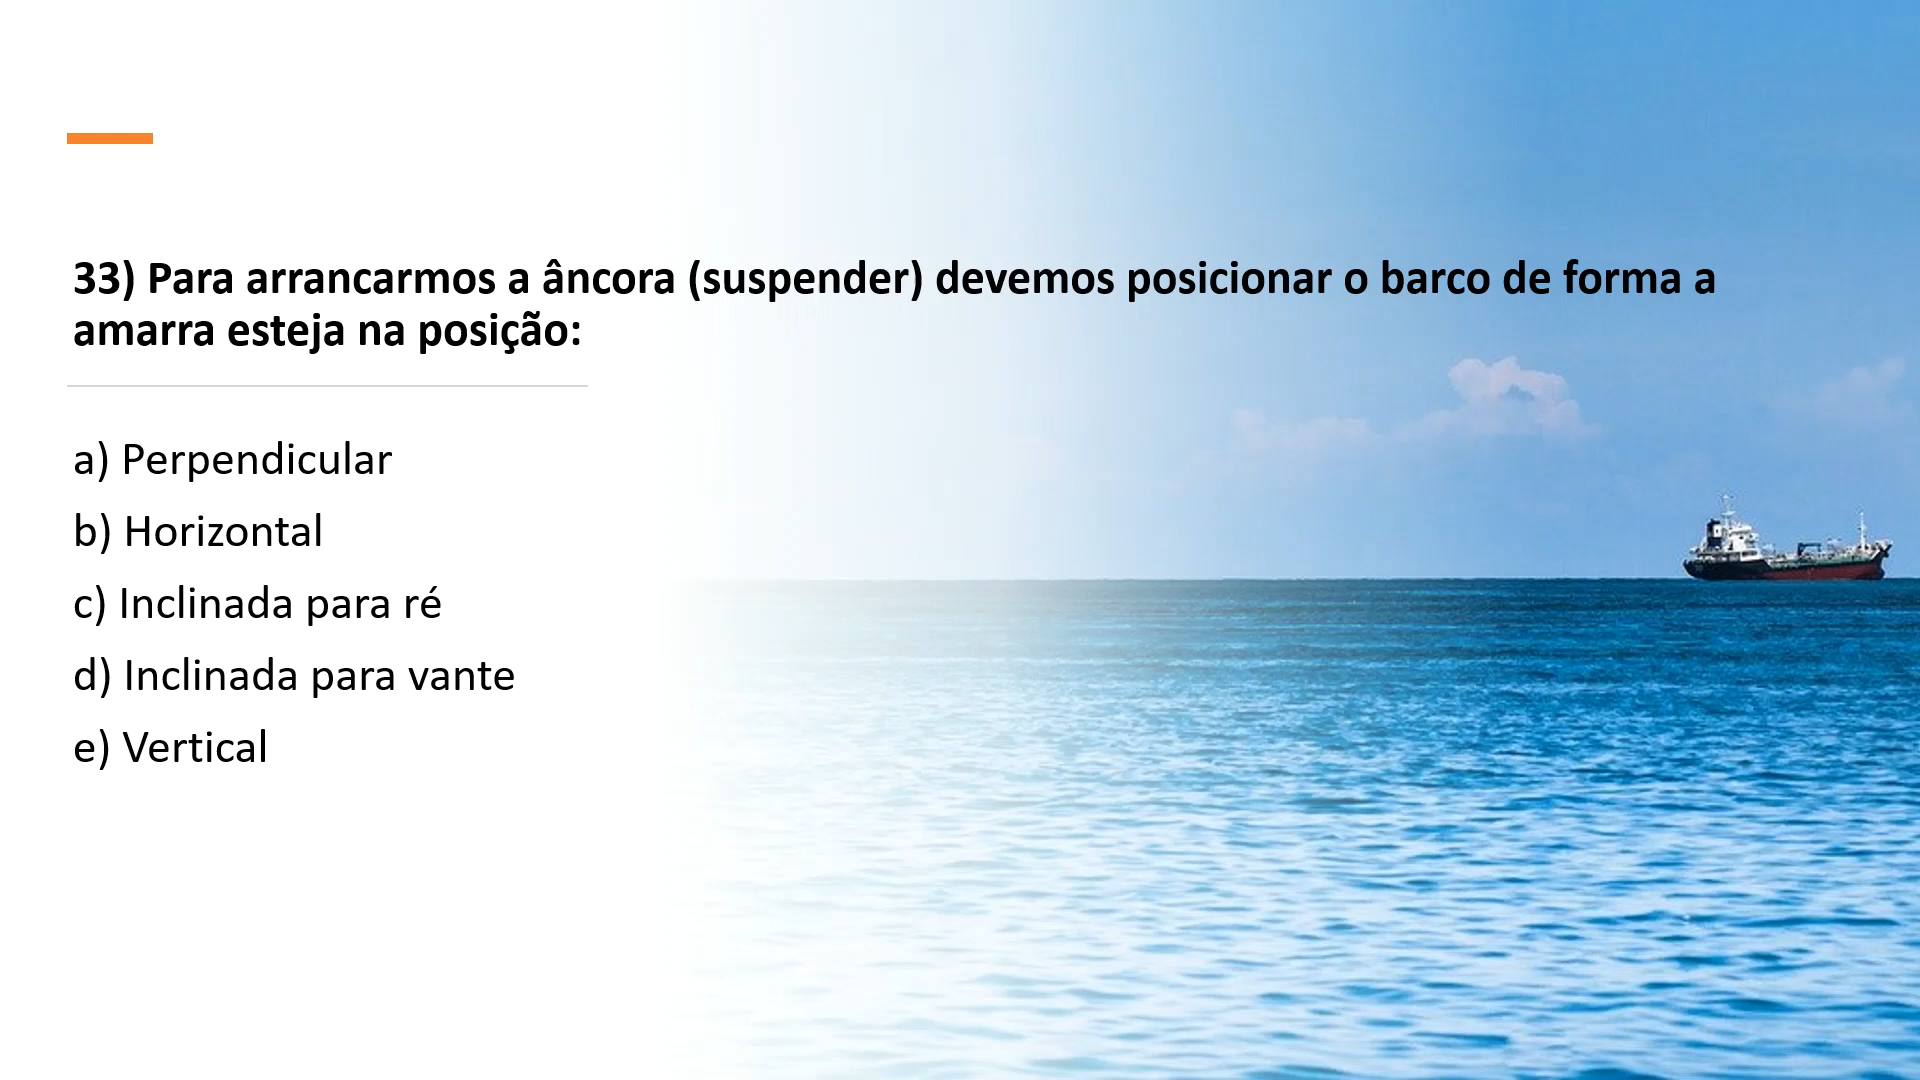 33) Para arrancarmos a âncora (suspender) devemos posicionar o barco de forma a
amarra esteja na posição:
a) Perpendicular
b) Horizontal
c) Inclinada para ré
d) Inclinada para vante
e) Vertical